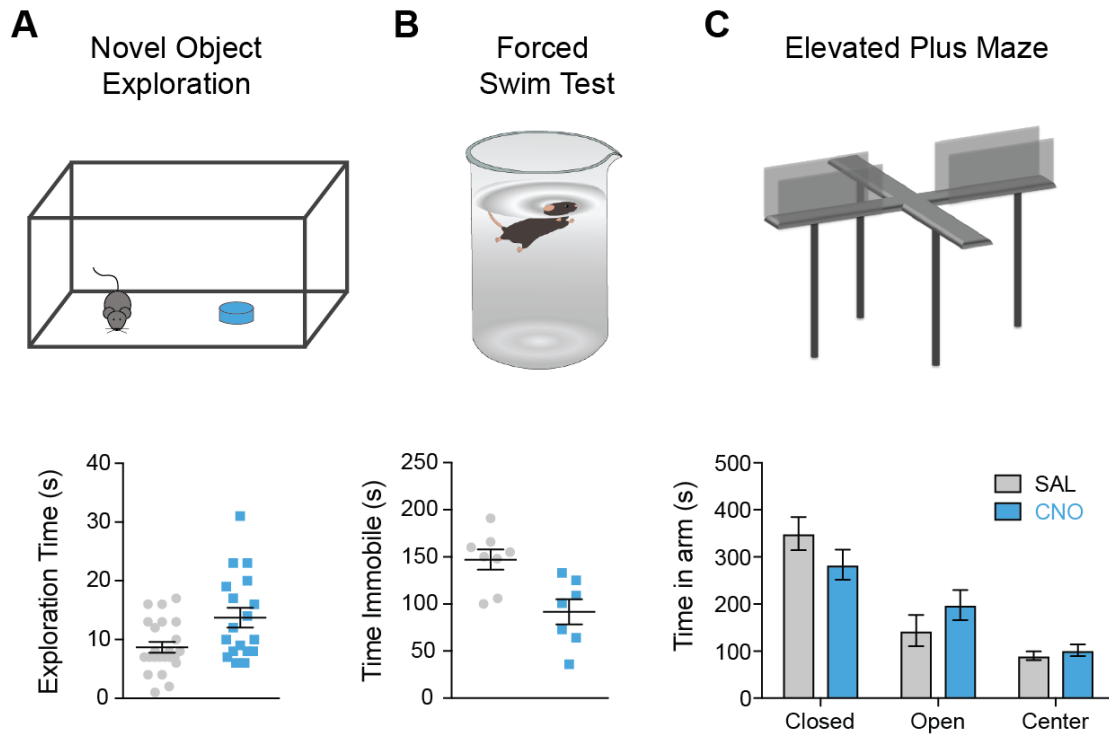 A
Novel Object
Exploration
B
Forced
Swim Test
C
Elevated Plus Maze
Exploration Time (s)
40
30
20
10
0
Time Immobile (s)
250
200
150
100
50
0
Time in arm (s)
500
400
300
200
100
0
SAL
CNO
Closed
Open
Center